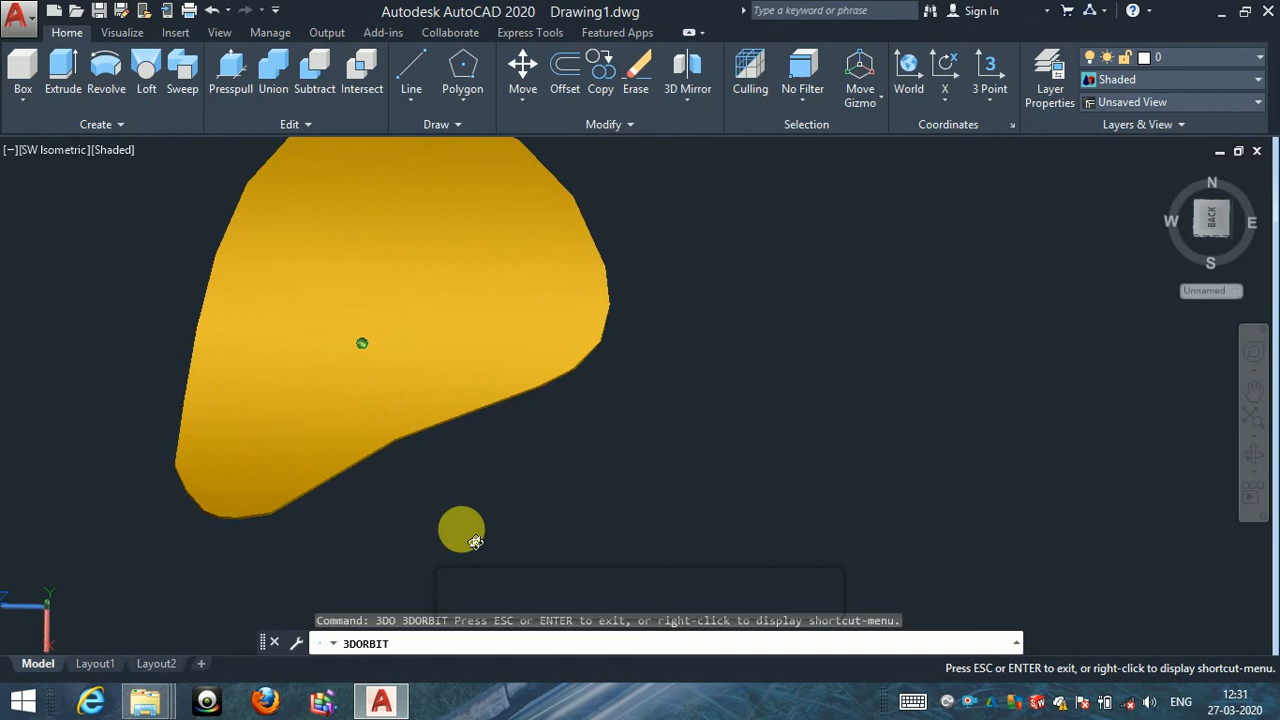 Autodesk AutoCAD 2020 Drawing1.dwg
Type a keyword or phrase
Sign In
Home Visualize Insert View Manage Output Add-ins Collaborate Express Tools Featured Apps
Box Extrude Revolve Loft Sweep Presspull Union Subtract Intersect Line Polygon Move Offset Copy Erase 3D Mirror Culling No Filter Move Gizmo World X 3 Point Layer Properties
0
Shaded
Unsaved View
Create Edit Draw Modify Selection Coordinates Layers & View
[−][SW Isometric][Shaded]
N
W BACK E
S
Unnamed
Z Y
X
Command: 3DO 3DORBIT Press ESC or ENTER to exit, or right-click to display shortcut-menu.
3DORBIT
Model Layout1 Layout2 +
Press ESC or ENTER to exit, or right-click to display shortcut-menu.
ENG
12:31
27-03-2020